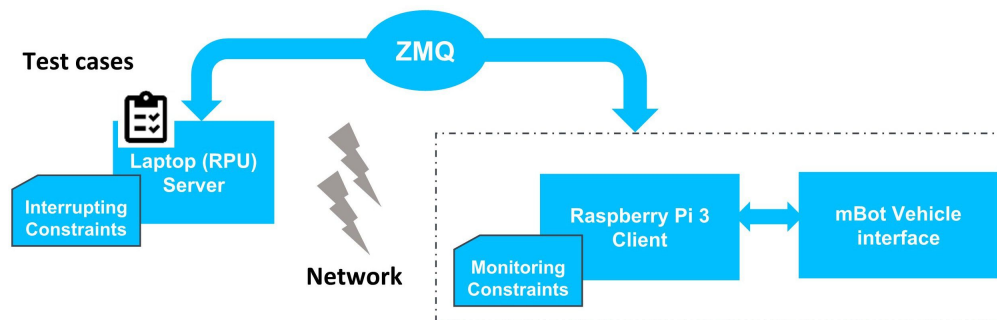 ZMQ
Test cases
Laptop (RPU)
Server
Interrupting
Constraints
Network
Raspberry Pi 3
Client
mBot Vehicle
interface
Monitoring
Constraints